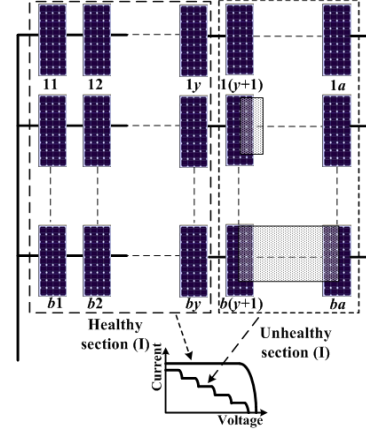 11 12 1y 1(y+1) 1a
b1 b2 by b(y+1) ba
Healthy
section (I)
Unhealthy
section (I)
Current
Voltage